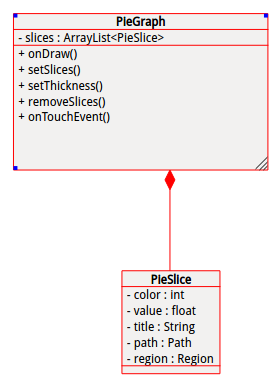 PieGraph
- slices : ArrayList<PieSlice>
+ onDraw()
+ setSlices()
+ setThickness()
+ removeSlices()
+ onTouchEvent()
PieSlice
- color : int
- value : float
- title : String
- path : Path
- region : Region